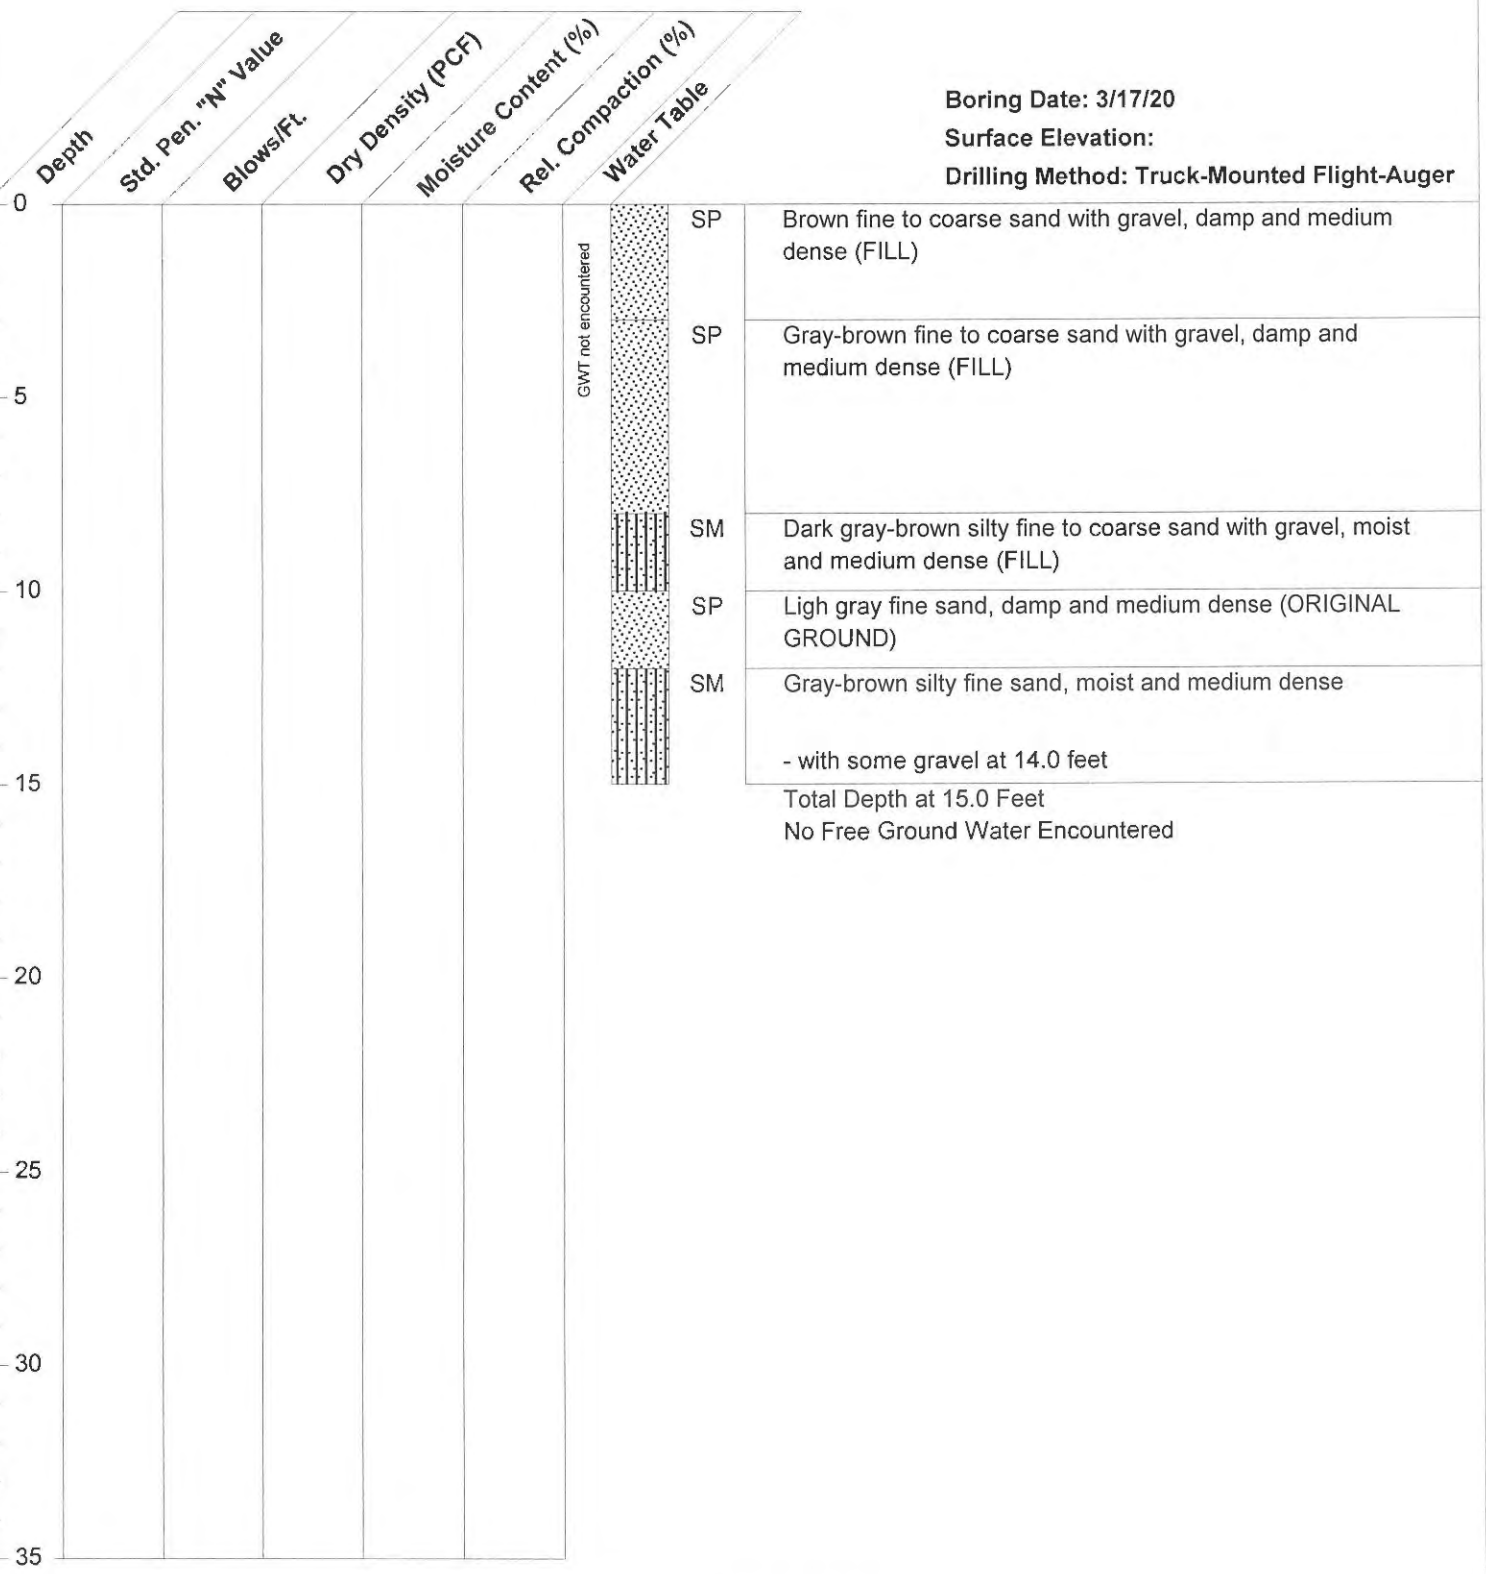 Depth
Std. Pen. "N" Value
Blows/Ft.
Dry Density (PCF)
Moisture Content (%)
Rel. Compaction (%)
Water Table
Boring Date: 3/17/20
Surface Elevation:
Drilling Method: Truck-Mounted Flight-Auger
0
5
10
15
20
25
30
35
GWT not encountered
SP
Brown fine to coarse sand with gravel, damp and medium
dense (FILL)
SP
Gray-brown fine to coarse sand with gravel, damp and
medium dense (FILL)
SM
Dark gray-brown silty fine to coarse sand with gravel, moist
and medium dense (FILL)
SP
Ligh gray fine sand, damp and medium dense (ORIGINAL
GROUND)
SM
Gray-brown silty fine sand, moist and medium dense
- with some gravel at 14.0 feet
Total Depth at 15.0 Feet
No Free Ground Water Encountered